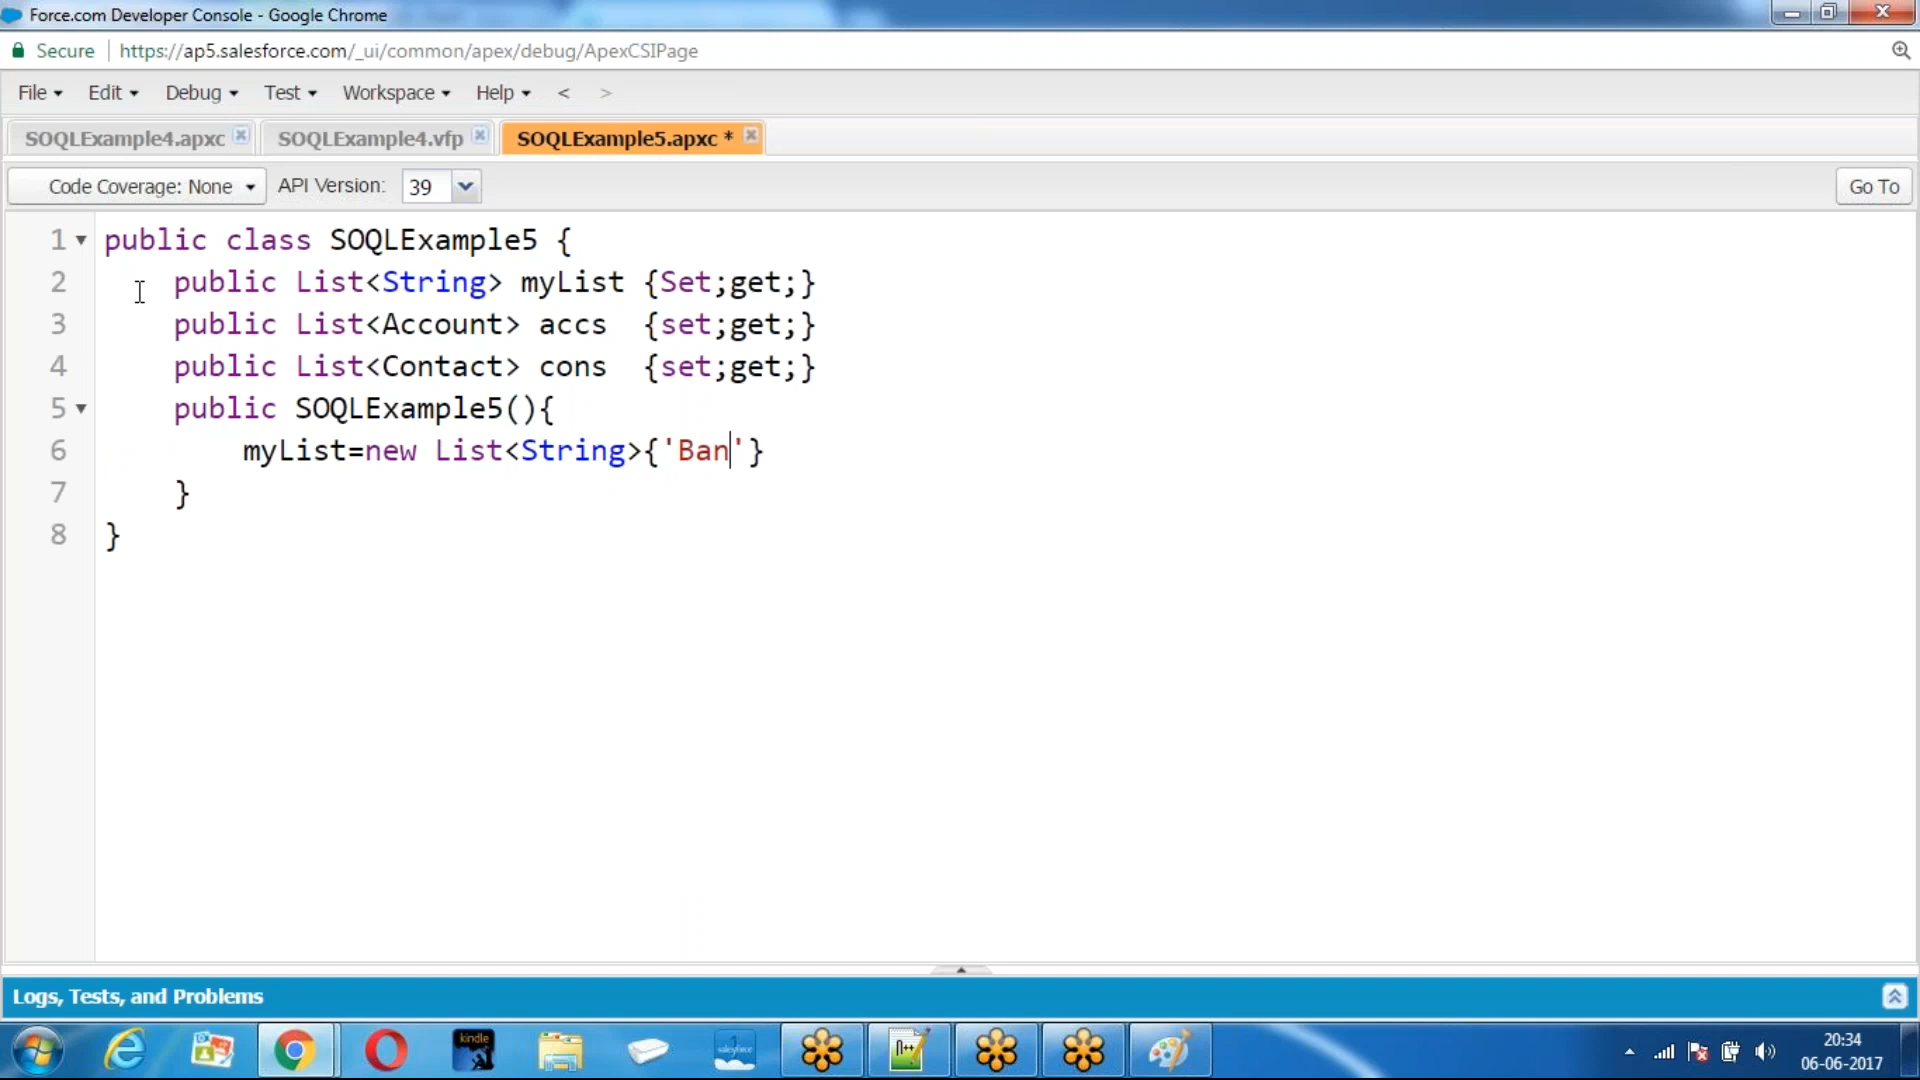 Force.com Developer Console - Google Chrome
Secure https://ap5.salesforce.com/_ui/common/apex/debug/ApexCSIPage
File Edit Debug Test Workspace Help < >
SOQLExample4.apxc SOQLExample4.vfp SOQLExample5.apxc *
Code Coverage: None API Version: 39 Go To
1 public class SOQLExample5 {
2 public List<String> myList {Set;get;}
3 public List<Account> accs {set;get;}
4 public List<Contact> cons {set;get;}
5 public SOQLExample5(){
6 myList=new List<String>{'Ban'}
7 }
8 }
Logs, Tests, and Problems
kindle
salesforce
20:34
06-06-2017